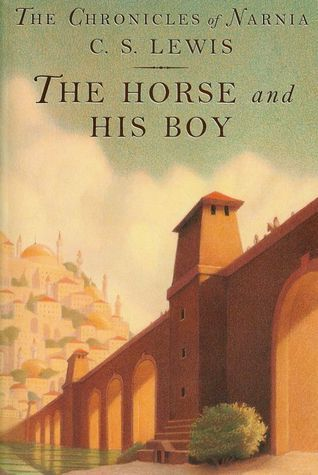 THE CHRONICLES of NARNIA
C. S. LEWIS
THE HORSE and
HIS BOY